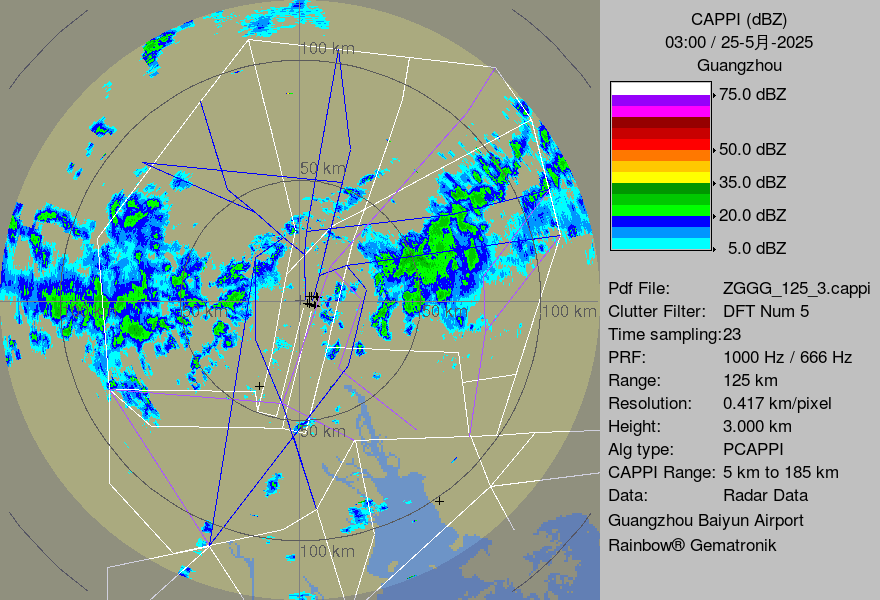 CAPPI (dBZ)
03:00 / 25-5月-2025
Guangzhou
75.0 dBZ
50.0 dBZ
35.0 dBZ
20.0 dBZ
5.0 dBZ
Pdf File: ZGGG_125_3.cappi
Clutter Filter: DFT Num 5
Time sampling:23
PRF: 1000 Hz / 666 Hz
Range: 125 km
Resolution: 0.417 km/pixel
Height: 3.000 km
Alg type: PCAPPI
CAPPI Range: 5 km to 185 km
Data: Radar Data
Guangzhou Baiyun Airport
Rainbow® Gematronik
100 km
50 km
50 km
100 km
50 km
100 km